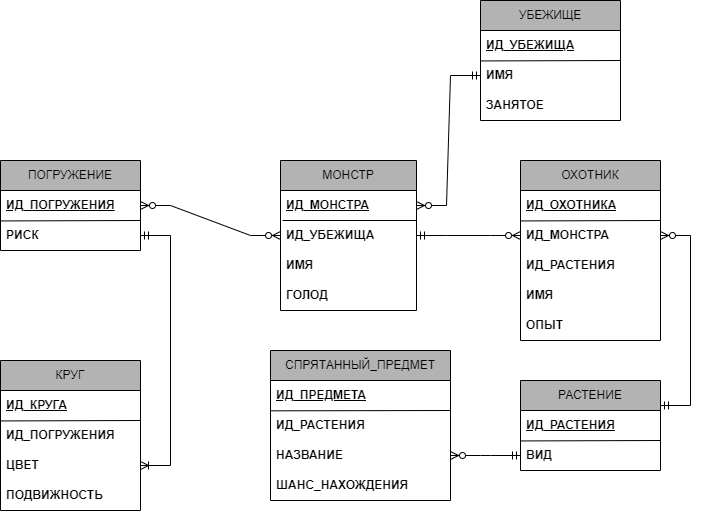 УБЕЖИЩЕ
ИД_УБЕЖИЩА
ИМЯ
ЗАНЯТОЕ
ПОГРУЖЕНИЕ
ИД_ПОГРУЖЕНИЯ
РИСК
МОНСТР
ИД_МОНСТРА
ИД_УБЕЖИЩА
ИМЯ
ГОЛОД
ОХОТНИК
ИД_ОХОТНИКА
ИД_МОНСТРА
ИД_РАСТЕНИЯ
ИМЯ
ОПЫТ
КРУГ
ИД_КРУГА
ИД_ПОГРУЖЕНИЯ
ЦВЕТ
ПОДВИЖНОСТЬ
СПРЯТАННЫЙ_ПРЕДМЕТ
ИД_ПРЕДМЕТА
ИД_РАСТЕНИЯ
НАЗВАНИЕ
ШАНС_НАХОЖДЕНИЯ
РАСТЕНИЕ
ИД_РАСТЕНИЯ
ВИД